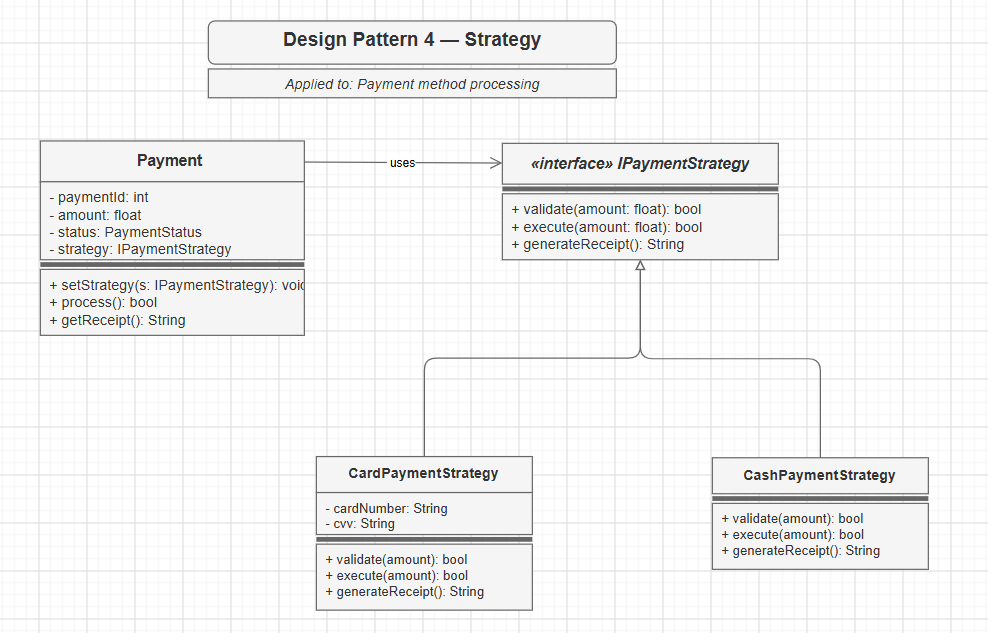 Design Pattern 4 — Strategy
Applied to: Payment method processing
Payment
- paymentId: int
- amount: float
- status: PaymentStatus
- strategy: IPaymentStrategy
+ setStrategy(s: IPaymentStrategy): voic
+ process(): bool
+ getReceipt(): String
uses
«interface» IPaymentStrategy
+ validate(amount: float): bool
+ execute(amount: float): bool
+ generateReceipt(): String
CardPaymentStrategy
- cardNumber: String
- cvv: String
+ validate(amount): bool
+ execute(amount): bool
+ generateReceipt(): String
CashPaymentStrategy
+ validate(amount): bool
+ execute(amount): bool
+ generateReceipt(): String